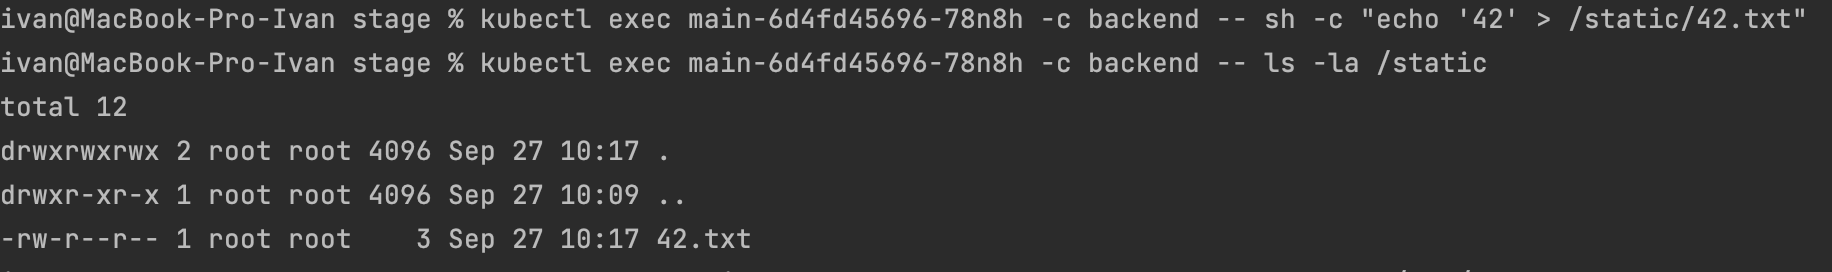 ivan@MacBook-Pro-Ivan stage % kubectl exec main-6d4fd45696-78n8h -c backend -- sh -c "echo '42' > /static/42.txt"
ivan@MacBook-Pro-Ivan stage % kubectl exec main-6d4fd45696-78n8h -c backend -- ls -la /static
total 12
drwxrwxrwx 2 root root 4096 Sep 27 10:17 .
drwxr-xr-x 1 root root 4096 Sep 27 10:09 ..
-rw-r--r-- 1 root root    3 Sep 27 10:17 42.txt